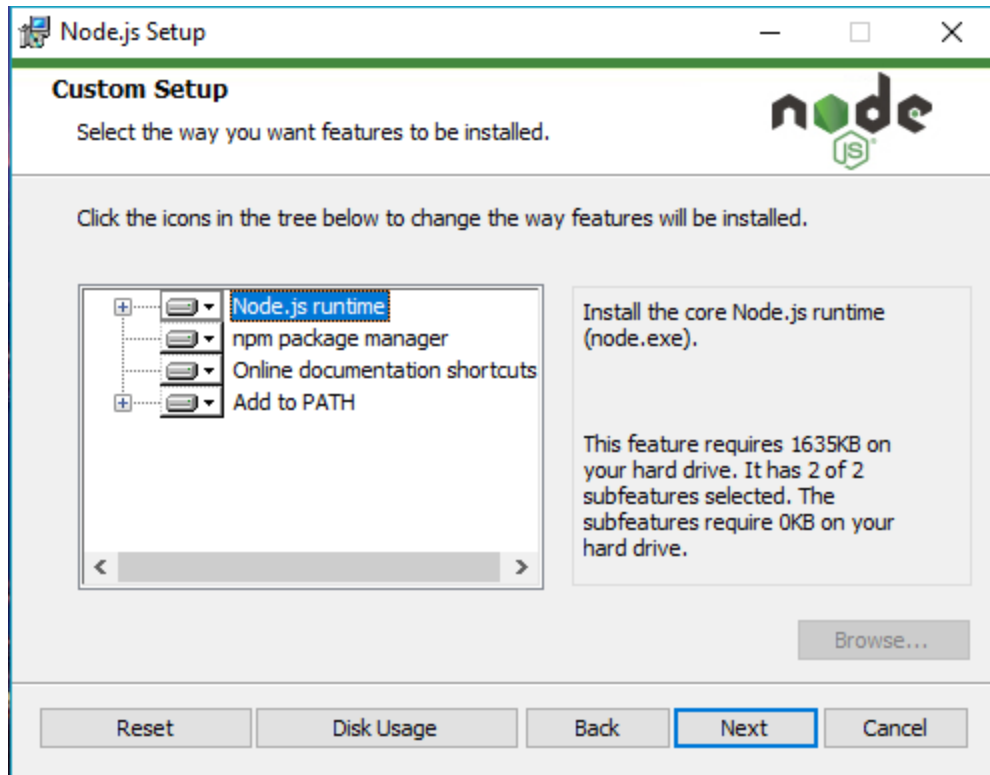 Node.js Setup
Custom Setup
Select the way you want features to be installed.
node
JS
Click the icons in the tree below to change the way features will be installed.
Node.js runtime
npm package manager
Online documentation shortcuts
Add to PATH
Install the core Node.js runtime
(node.exe).
This feature requires 1635KB on
your hard drive. It has 2 of 2
subfeatures selected. The
subfeatures require 0KB on your
hard drive.
Browse...
Reset
Disk Usage
Back
Next
Cancel